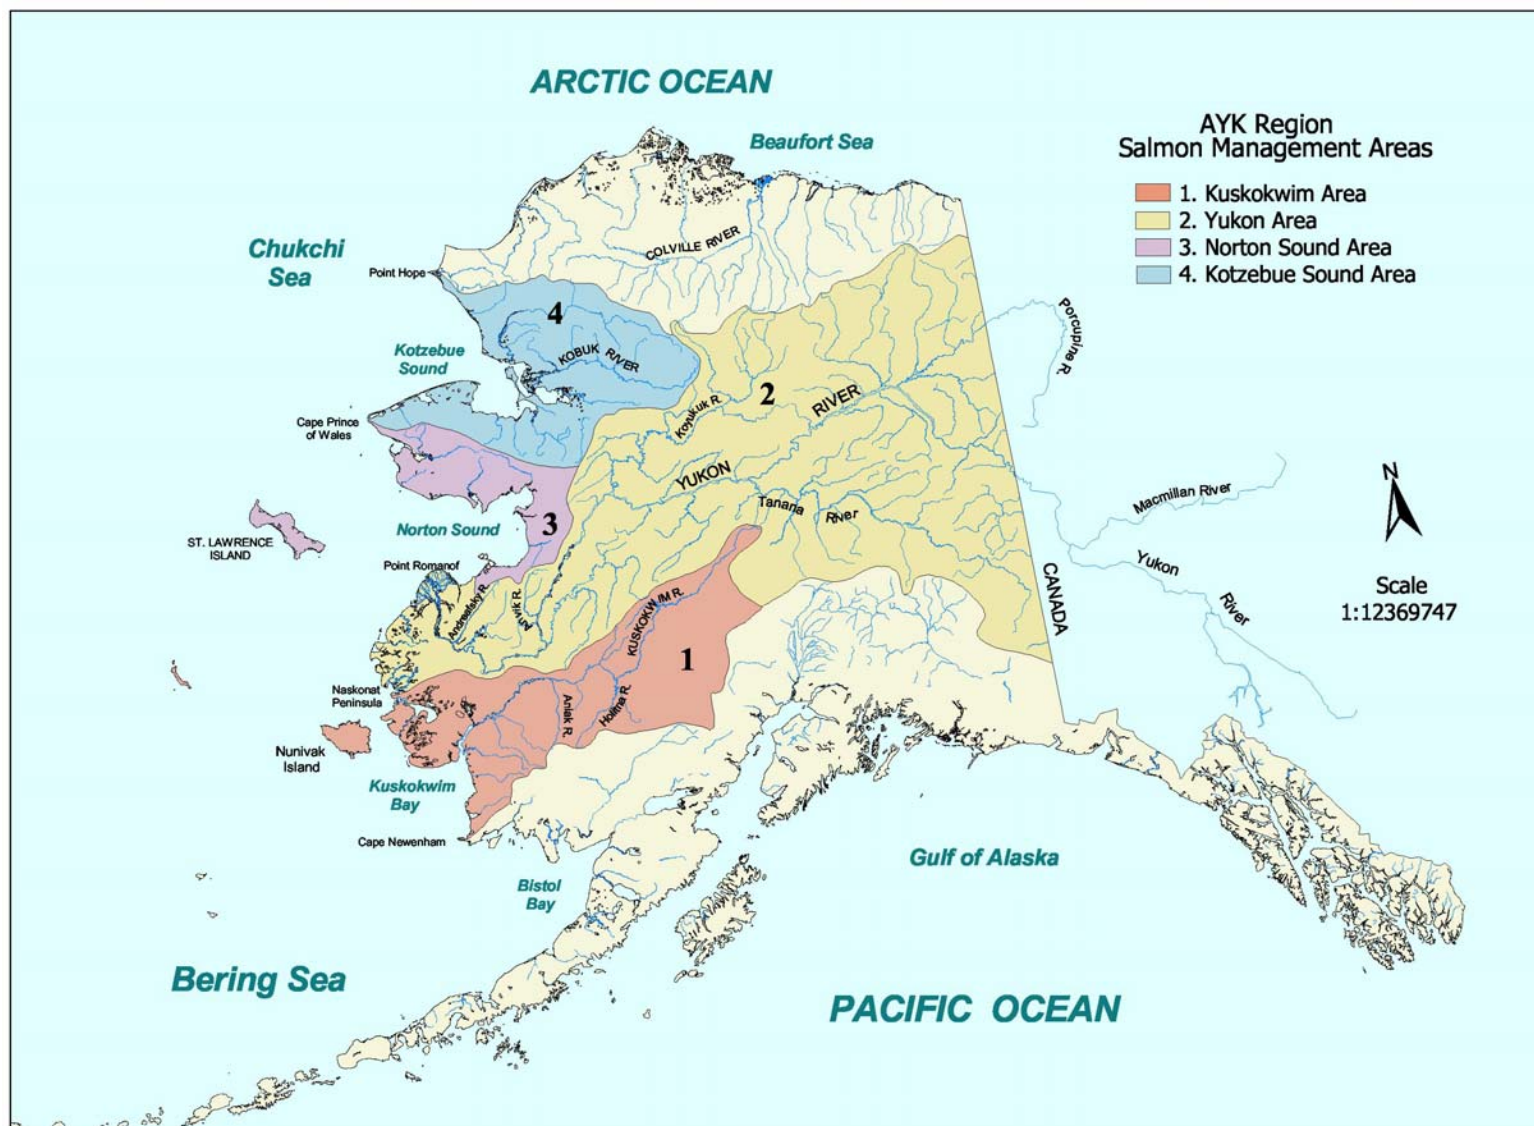 ARCTIC OCEAN
Beaufort Sea
AYK Region
Salmon Management Areas
1. Kuskokwim Area
2. Yukon Area
3. Norton Sound Area
4. Kotzebue Sound Area
Chukchi
Sea
COLVILLE RIVER
Point Hope
4
Kotzebue
Sound
KOBUK RIVER
Porcupine R.
2
RIVER
Koyukuk R.
Cape Prince
of Wales
YUKON
Tanana River
Macmillan River
N
Norton Sound
3
ST. LAWRENCE
ISLAND
Point Romanof
Andreafsky R.
Anvik R.
CANADA
Yukon
River
Scale
1:12369747
KUSKOKWIM R.
1
Naskonat
Peninsula
Aniak R.
Holitna R.
Nunivak
Island
Kuskokwim
Bay
Cape Newenham
Gulf of Alaska
Bistol
Bay
Bering Sea
PACIFIC OCEAN